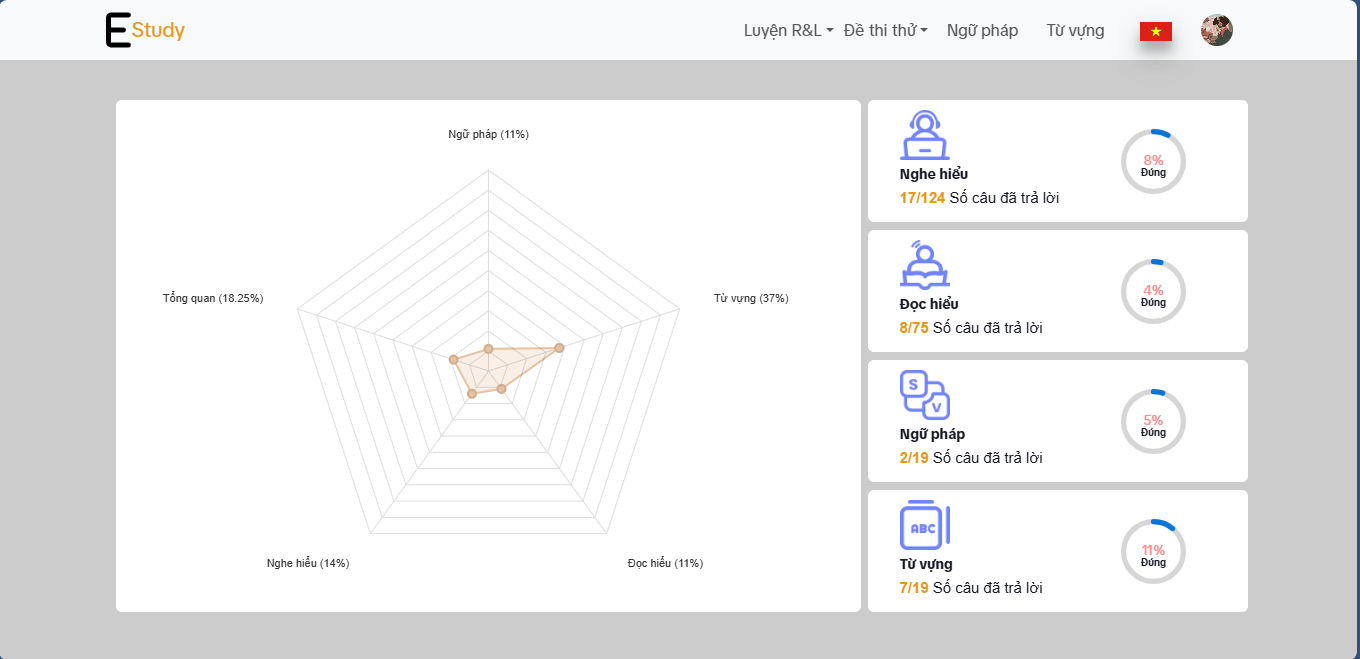 E Study
Luyện R&L Đề thi thử Ngữ pháp Từ vựng
Ngữ pháp (11%)
Tổng quan (18.25%)
Từ vựng (37%)
Nghe hiểu (14%)
Đọc hiểu (11%)
Nghe hiểu
17/124 Số câu đã trả lời
8%
Đúng
Đọc hiểu
8/75 Số câu đã trả lời
4%
Đúng
S
V
Ngữ pháp
2/19 Số câu đã trả lời
5%
Đúng
ABC
Từ vựng
7/19 Số câu đã trả lời
11%
Đúng